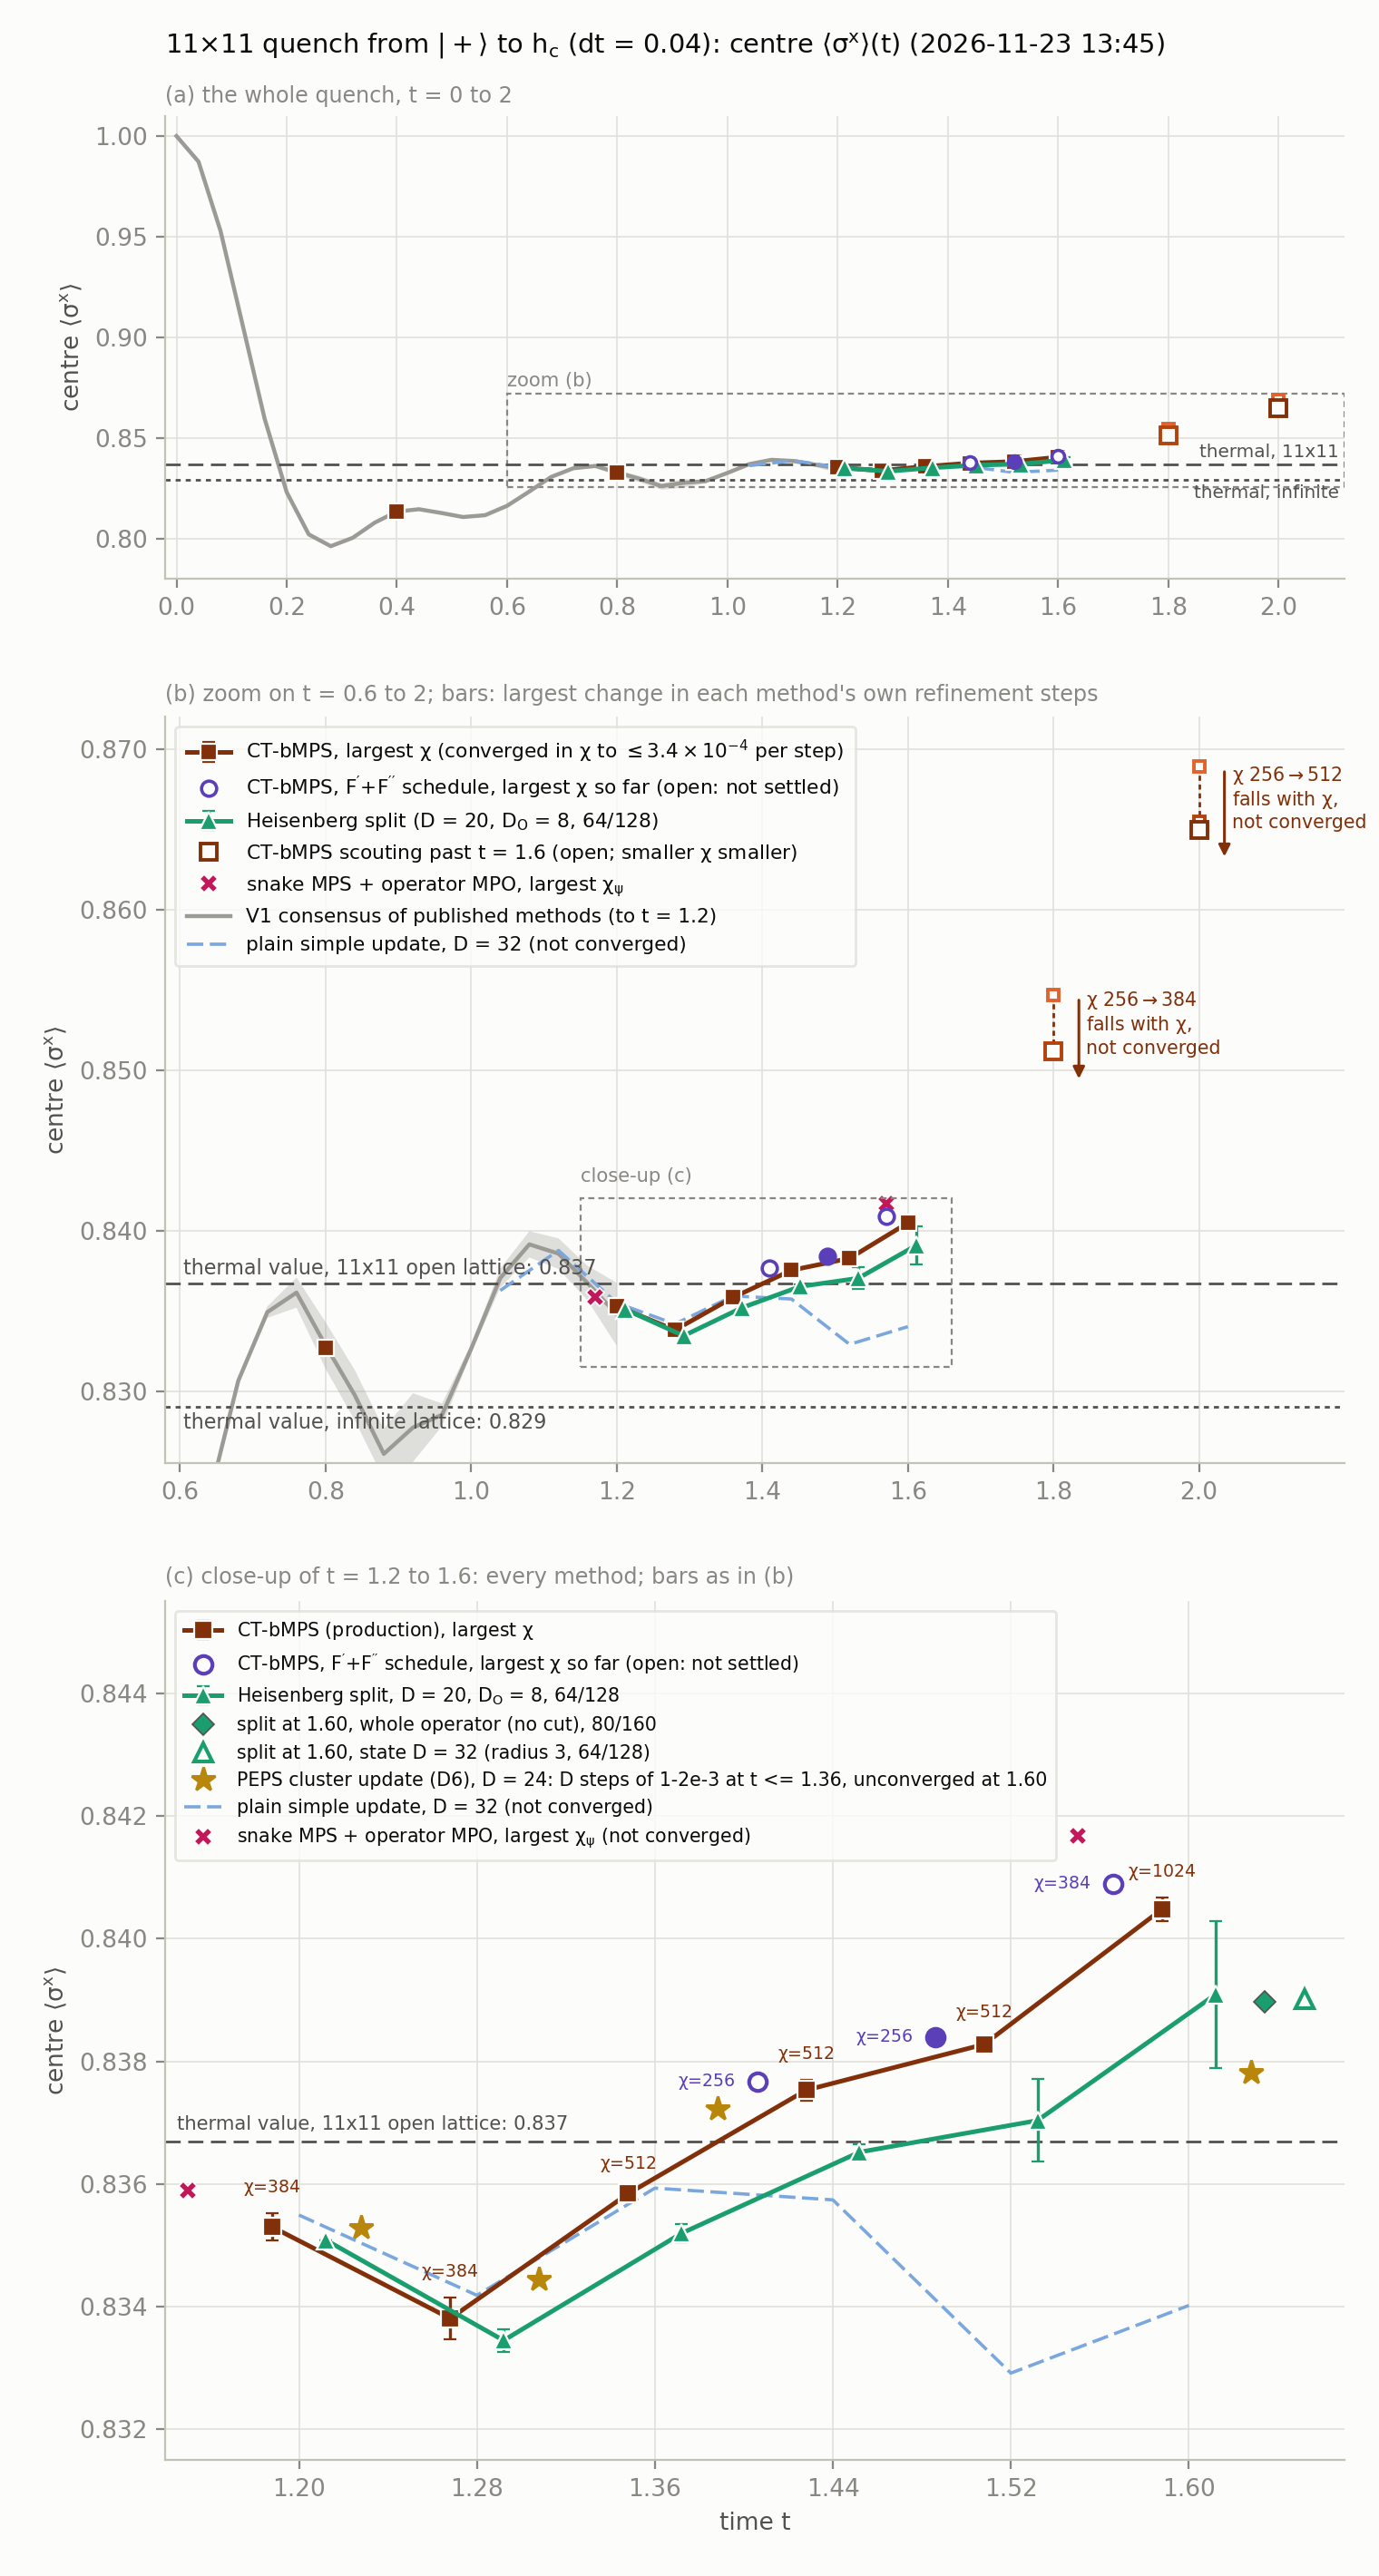 11×11 quench from |+⟩ to h_c (dt = 0.04): centre ⟨σ^x⟩(t) (2026-11-23 13:45)
(a) the whole quench, t = 0 to 2
1.00
0.95
0.90
0.85
0.80
centre ⟨σ^x⟩
zoom (b)
thermal, 11x11
thermal, infinite
0.0 0.2 0.4 0.6 0.8 1.0 1.2 1.4 1.6 1.8 2.0
(b) zoom on t = 0.6 to 2; bars: largest change in each method's own refinement steps
CT-bMPS, largest χ (converged in χ to ≤3.4×10^−4 per step)
CT-bMPS, F′+F′′ schedule, largest χ so far (open: not settled)
Heisenberg split (D = 20, D_O = 8, 64/128)
CT-bMPS scouting past t = 1.6 (open; smaller χ smaller)
snake MPS + operator MPO, largest χ_ψ
V1 consensus of published methods (to t = 1.2)
plain simple update, D = 32 (not converged)
0.870
0.860
0.850
0.840
0.830
centre ⟨σ^x⟩
χ 256→512
falls with χ,
not converged
χ 256→384
falls with χ,
not converged
close-up (c)
thermal value, 11x11 open lattice: 0.837
thermal value, infinite lattice: 0.829
0.6 0.8 1.0 1.2 1.4 1.6 1.8 2.0
(c) close-up of t = 1.2 to 1.6: every method; bars as in (b)
CT-bMPS (production), largest χ
CT-bMPS, F′+F′′ schedule, largest χ so far (open: not settled)
Heisenberg split, D = 20, D_O = 8, 64/128
split at 1.60, whole operator (no cut), 80/160
split at 1.60, state D = 32 (radius 3, 64/128)
PEPS cluster update (D6), D = 24: D steps of 1-2e-3 at t <= 1.36, unconverged at 1.60
plain simple update, D = 32 (not converged)
snake MPS + operator MPO, largest χ_ψ (not converged)
0.844
0.842
0.840
0.838
0.836
0.834
0.832
centre ⟨σ^x⟩
χ=1024
χ=384
χ=512
χ=256
χ=512
χ=256
thermal value, 11x11 open lattice: 0.837
χ=512
χ=384
χ=384
1.20 1.28 1.36 1.44 1.52 1.60
time t